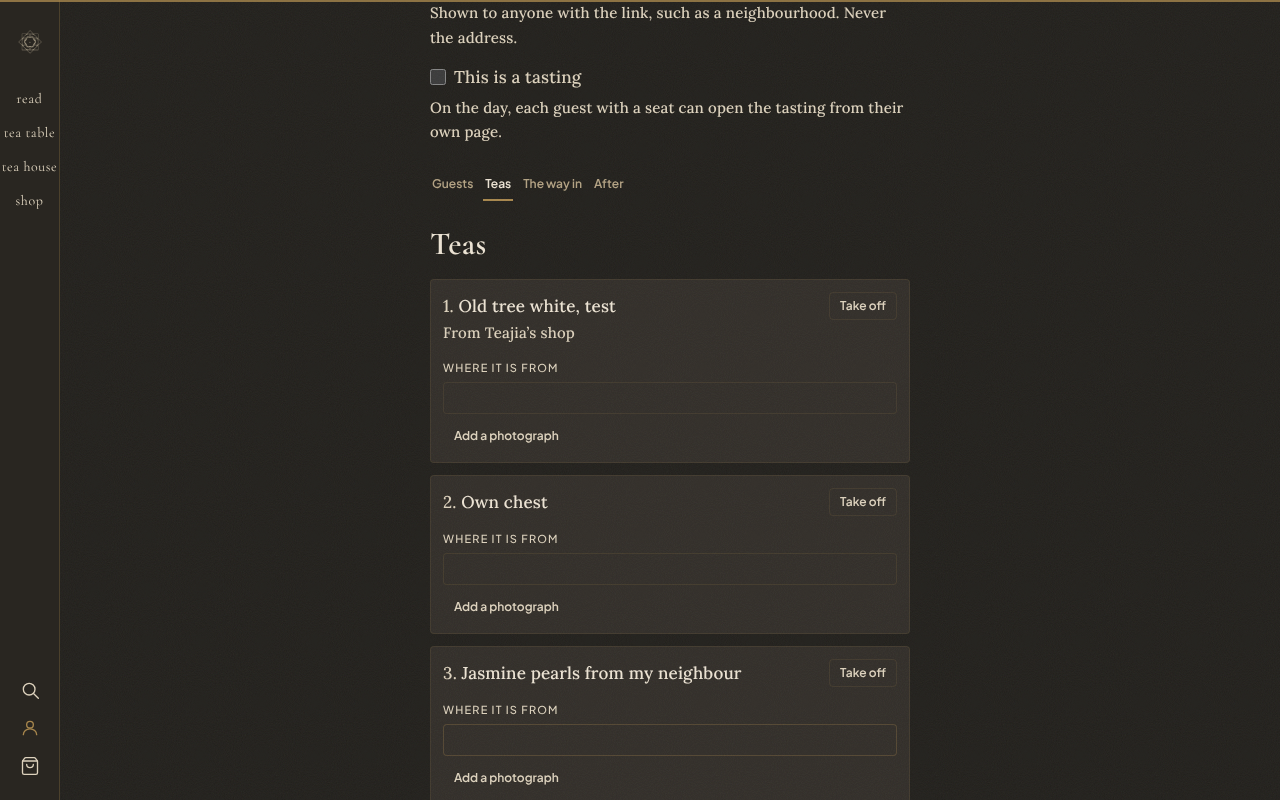 read
tea table
tea house
shop
Shown to anyone with the link, such as a neighbourhood. Never
the address.
This is a tasting
On the day, each guest with a seat can open the tasting from their
own page.
Guests Teas The way in After
Teas
1. Old tree white, test
Take off
From Teajia’s shop
WHERE IT IS FROM
Add a photograph
2. Own chest
Take off
WHERE IT IS FROM
Add a photograph
3. Jasmine pearls from my neighbour
Take off
WHERE IT IS FROM
Add a photograph